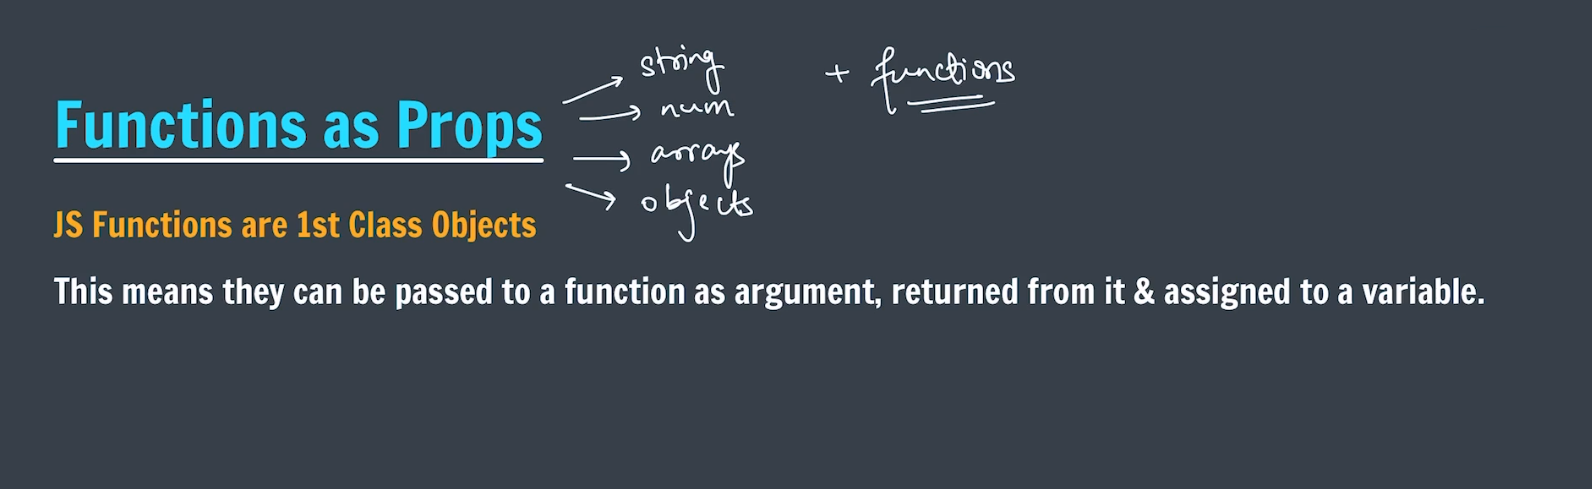 string + functions
num
Functions as Props
arrays
objects
JS Functions are 1st Class Objects
This means they can be passed to a function as argument, returned from it & assigned to a variable.